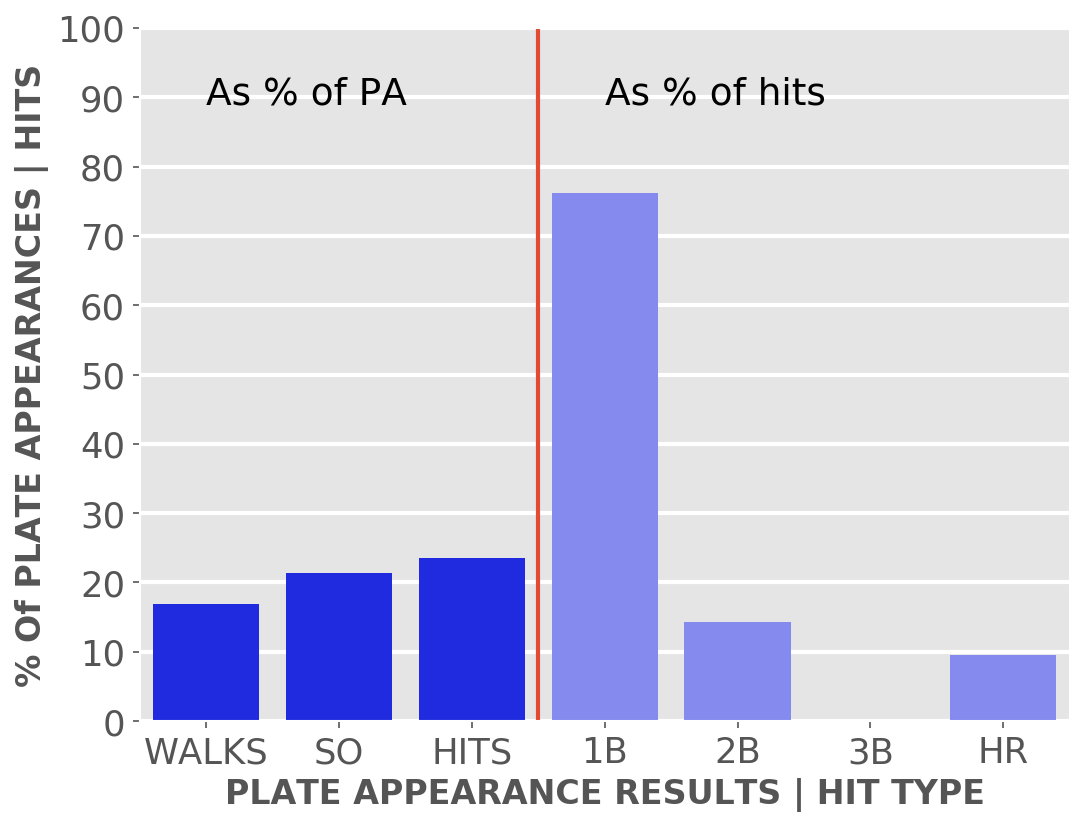 % Of PLATE APPEARANCES | HITS
100
90
80
70
60
50
40
30
20
10
0
As % of PA
As % of hits
WALKS SO HITS 1B 2B 3B HR
PLATE APPEARANCE RESULTS | HIT TYPE